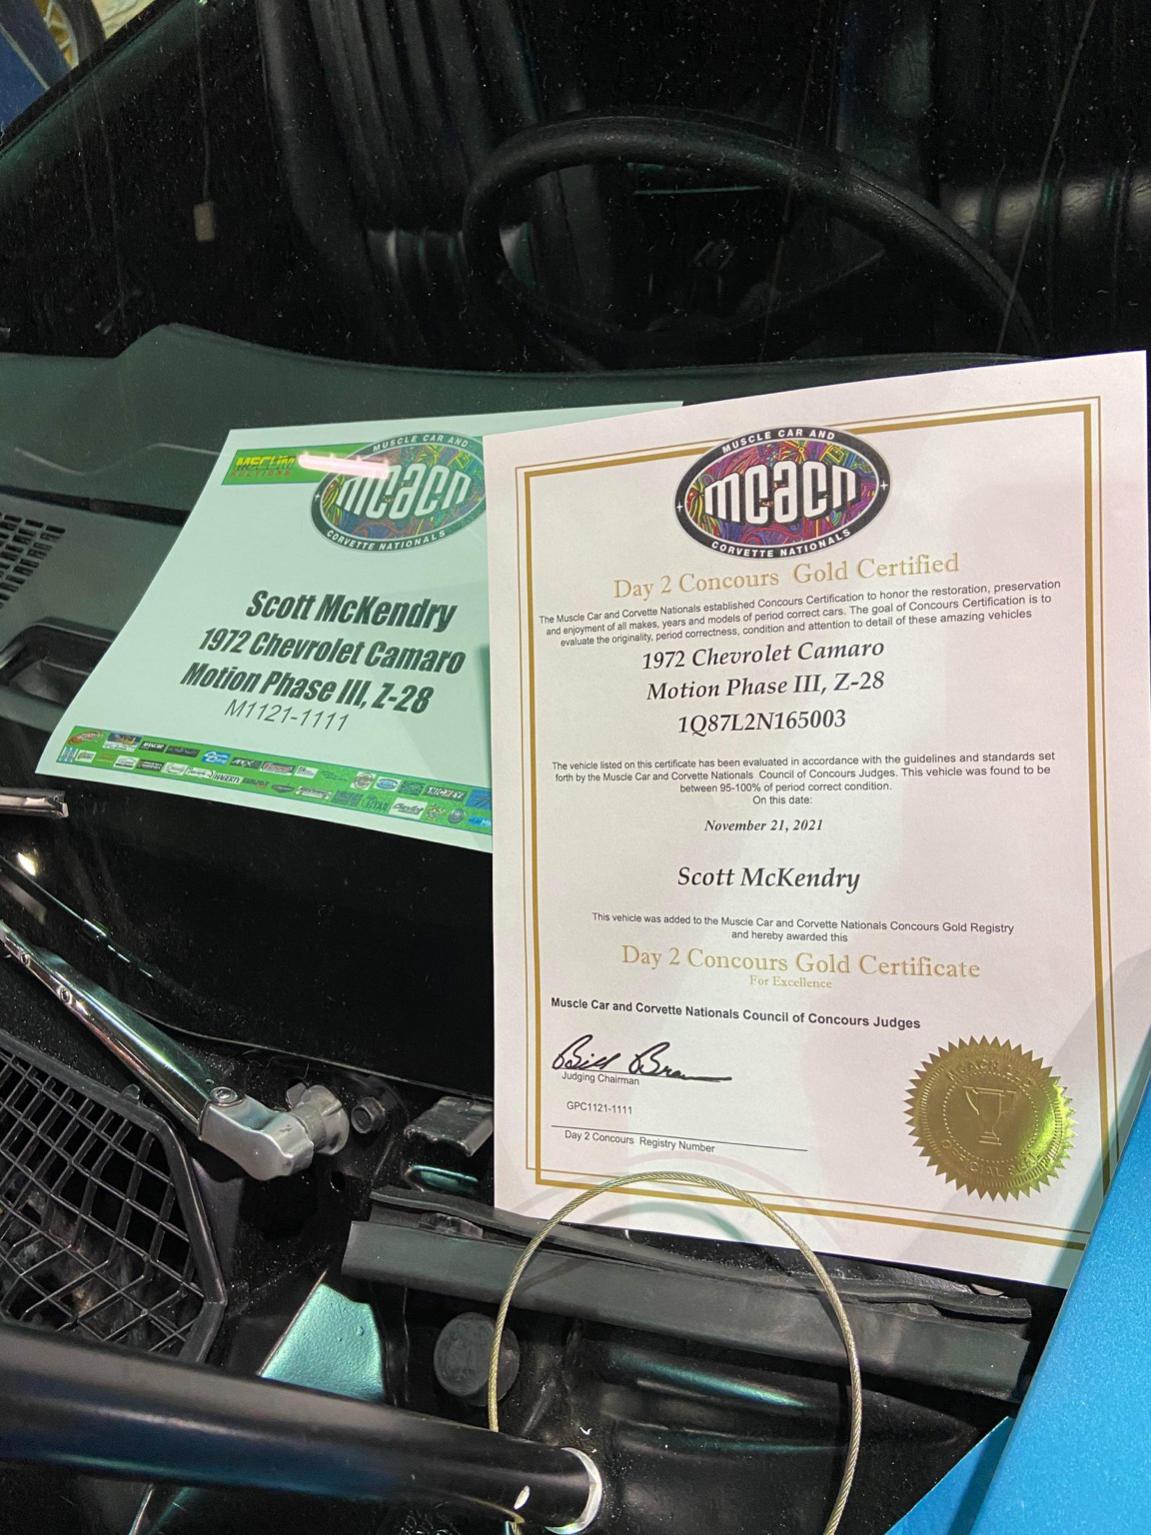 MECUM
AUCTIONS
MUSCLE CAR AND
mcacn
CORVETTE NATIONALS
Scott McKendry
1972 Chevrolet Camaro
Motion Phase III, Z-28
M1121-1111
MUSCLE CAR AND
mcacn
CORVETTE NATIONALS
Day 2 Concours Gold Certified
The Muscle Car and Corvette Nationals established Concours Certification to honor the restoration, preservation
and enjoyment of all makes, years and models of period correct cars. The goal of Concours Certification is to
evaluate the originality, period correctness, condition and attention to detail of these amazing vehicles
1972 Chevrolet Camaro
Motion Phase III, Z-28
1Q87L2N165003
The vehicle listed on this certificate has been evaluated in accordance with the guidelines and standards set
forth by the Muscle Car and Corvette Nationals Council of Concours Judges. This vehicle was found to be
between 95-100% of period correct condition.
On this date:
November 21, 2021
Scott McKendry
This vehicle was added to the Muscle Car and Corvette Nationals Concours Gold Registry
and hereby awarded this
Day 2 Concours Gold Certificate
For Excellence
Muscle Car and Corvette Nationals Council of Concours Judges
Judging Chairman
GPC1121-1111
Day 2 Concours Registry Number